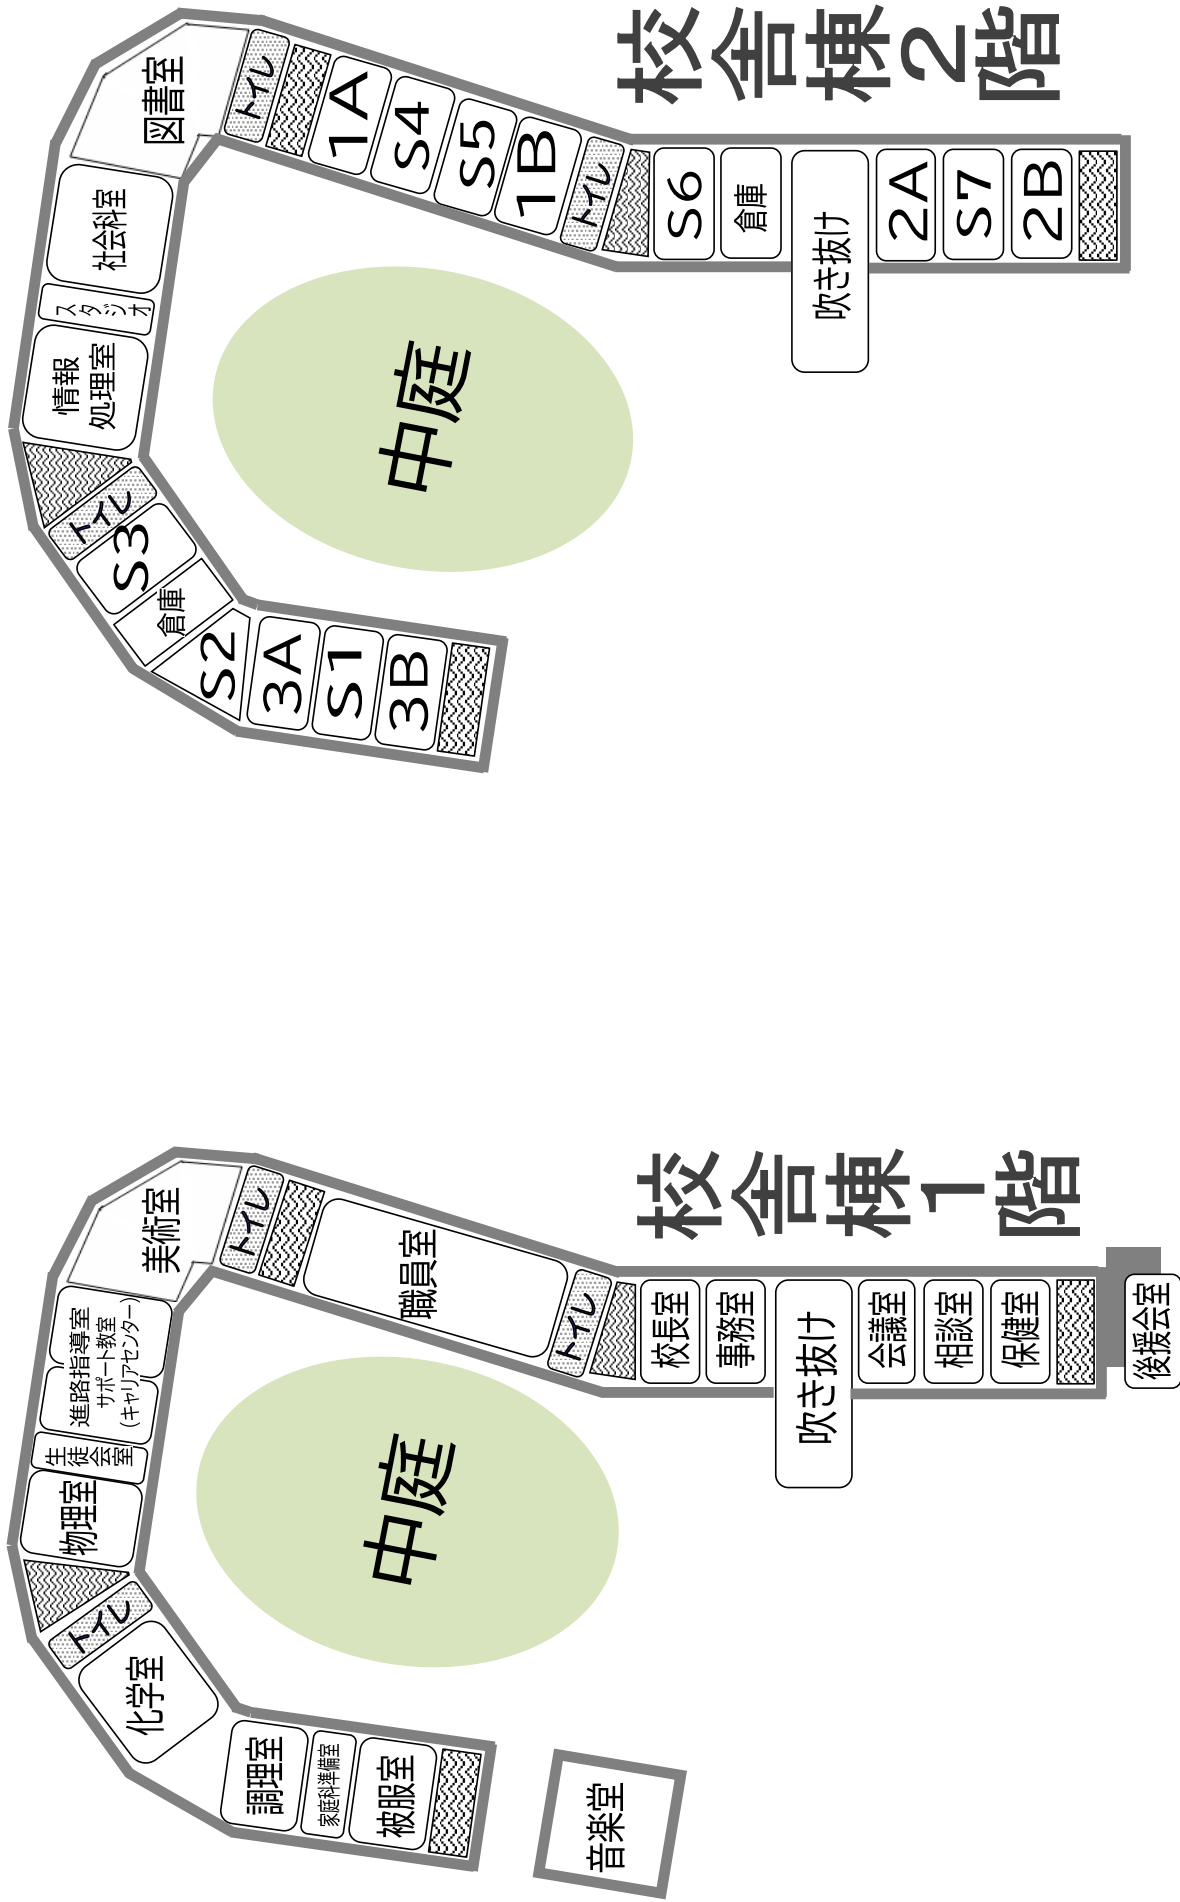 校舎棟2階
図書室
トイレ
1A
S4
S5
1B
トイレ
S6
倉庫
吹き抜け
2A
S7
2B
社会科室
スタジオ
情報
処理室
トイレ
S3
倉庫
S2
3A
S1
3B
中庭
校舎棟1階
美術室
トイレ
職員室
トイレ
校長室
事務室
吹き抜け
会議室
相談室
保健室
後援会室
進路指導室
サポート教室
(キャリアセンター)
生徒会室
物理室
トイレ
化学室
調理室
家庭科準備室
被服室
中庭
音楽堂